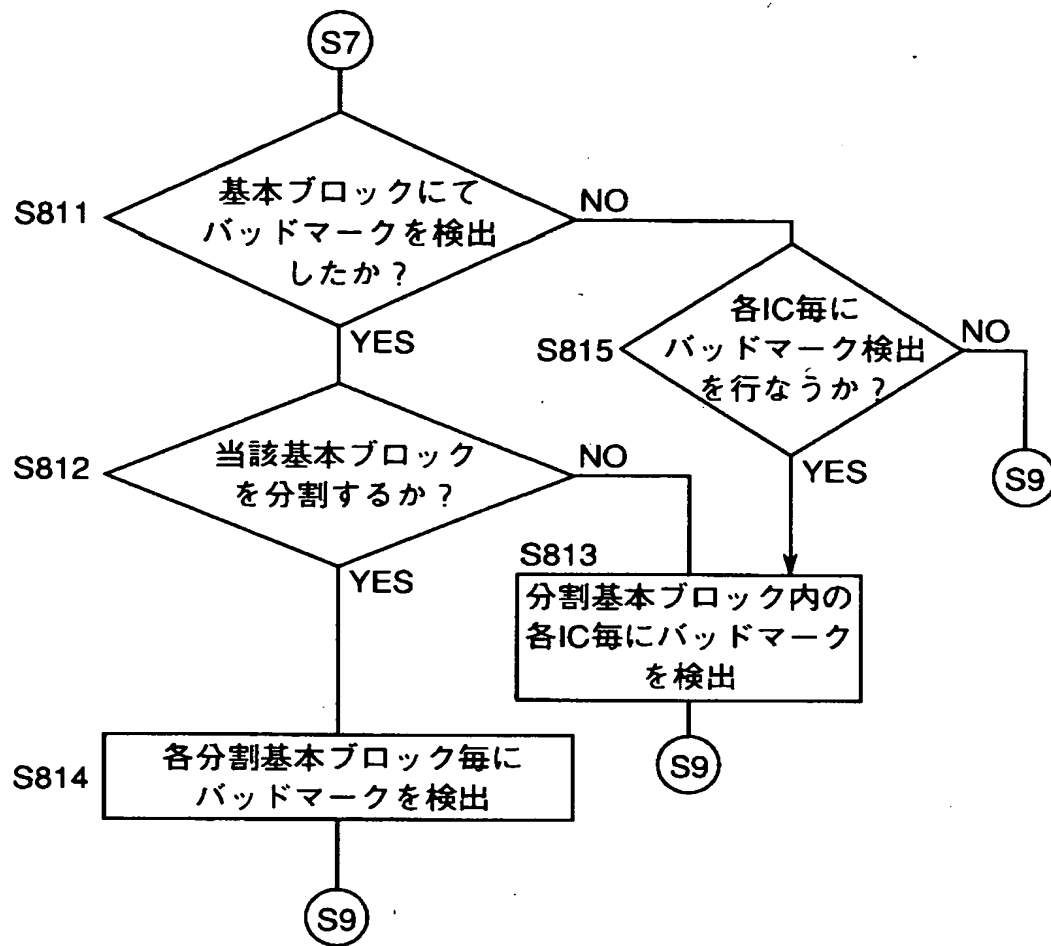 S7
S811
基本ブロックにて
バッドマークを検出
したか？
NO
YES
S815
各IC毎に
バッドマーク検出
を行なうか？
NO
YES
S9
S812
当該基本ブロック
を分割するか？
NO
YES
S813
分割基本ブロック内の
各IC毎にバッドマーク
を検出
S9
S814
各分割基本ブロック毎に
バッドマークを検出
S9